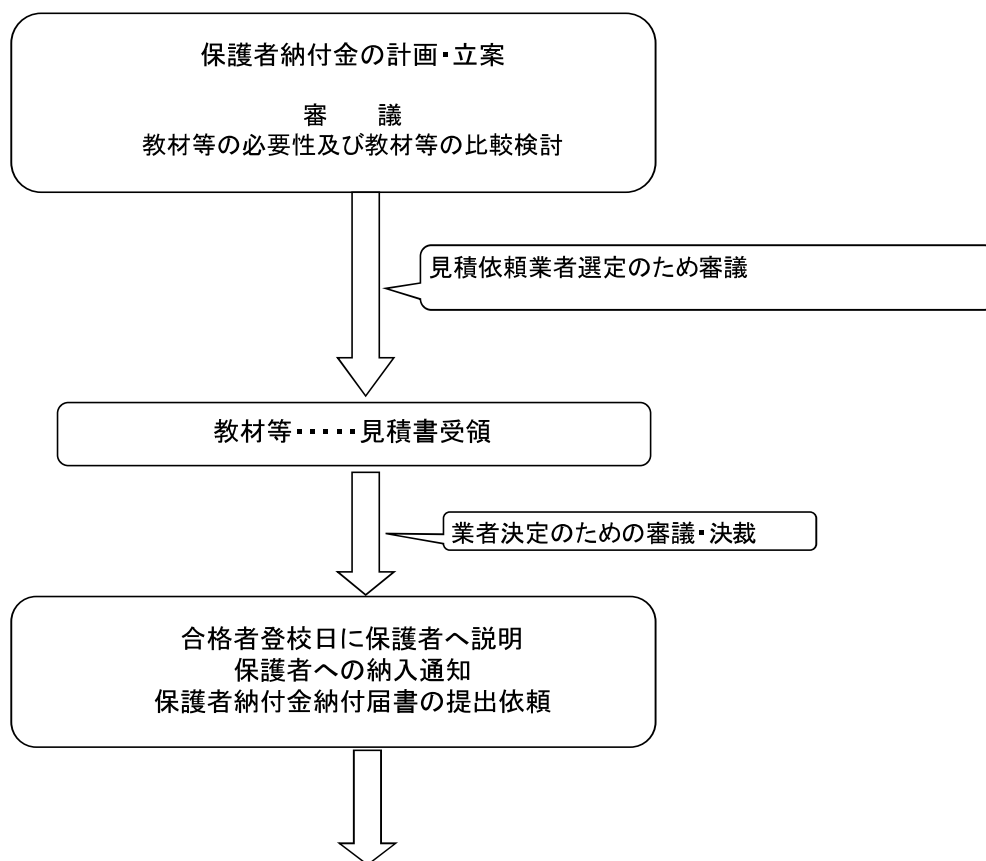 保護者納付金の計画・立案
審　　議
教材等の必要性及び教材等の比較検討
見積依頼業者選定のため審議
教材等・・・・・見積書受領
業者決定のための審議・決裁
合格者登校日に保護者へ説明
保護者への納入通知
保護者納付金納付届書の提出依頼